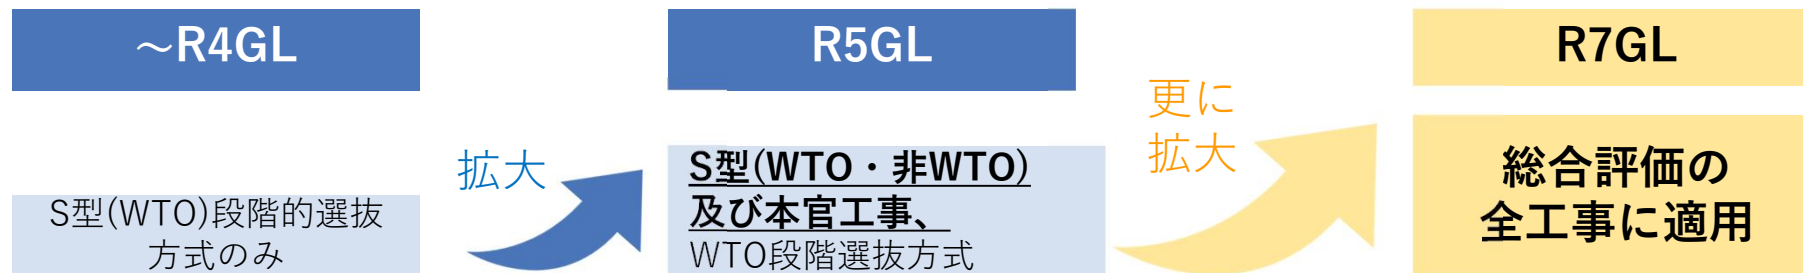 ～R4GL
S型(WTO)段階的選抜
方式のみ
拡大
R5GL
S型(WTO・非WTO)
及び本官工事、
WTO段階選抜方式
更に
拡大
R7GL
総合評価の
全工事に適用